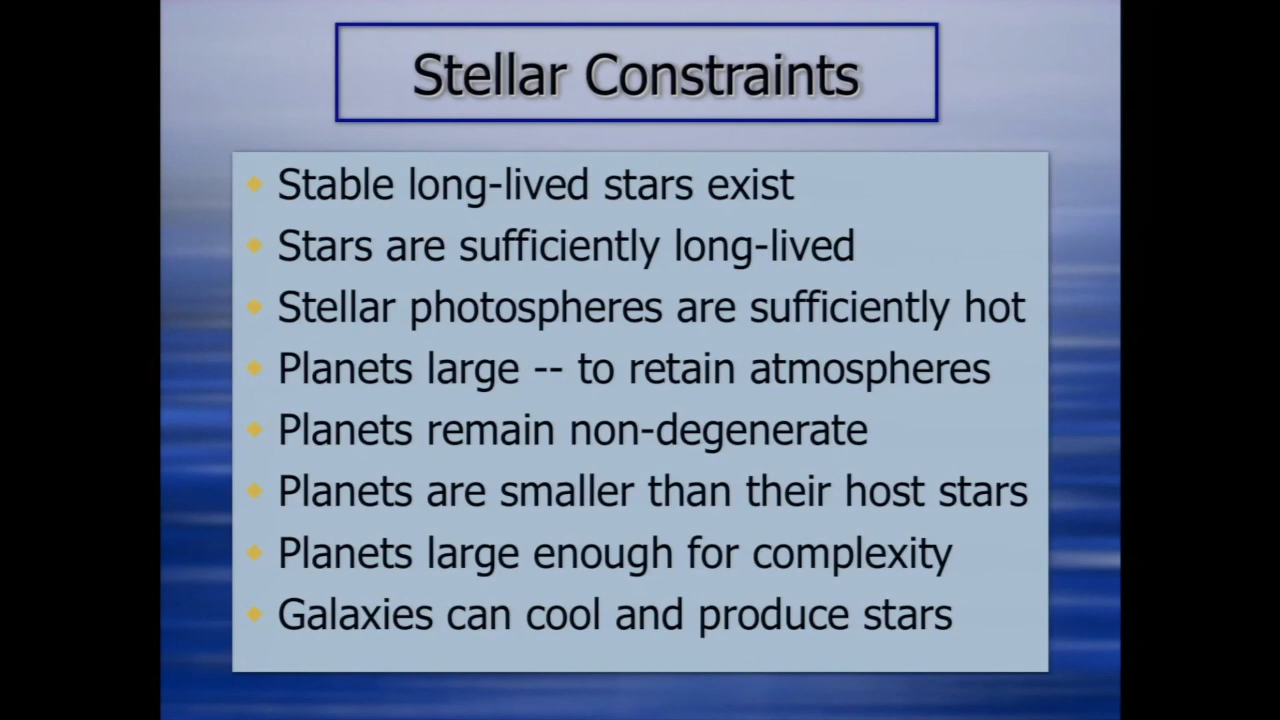 Stellar Constraints
Stable long-lived stars exist
Stars are sufficiently long-lived
Stellar photospheres are sufficiently hot
Planets large -- to retain atmospheres
Planets remain non-degenerate
Planets are smaller than their host stars
Planets large enough for complexity
Galaxies can cool and produce stars